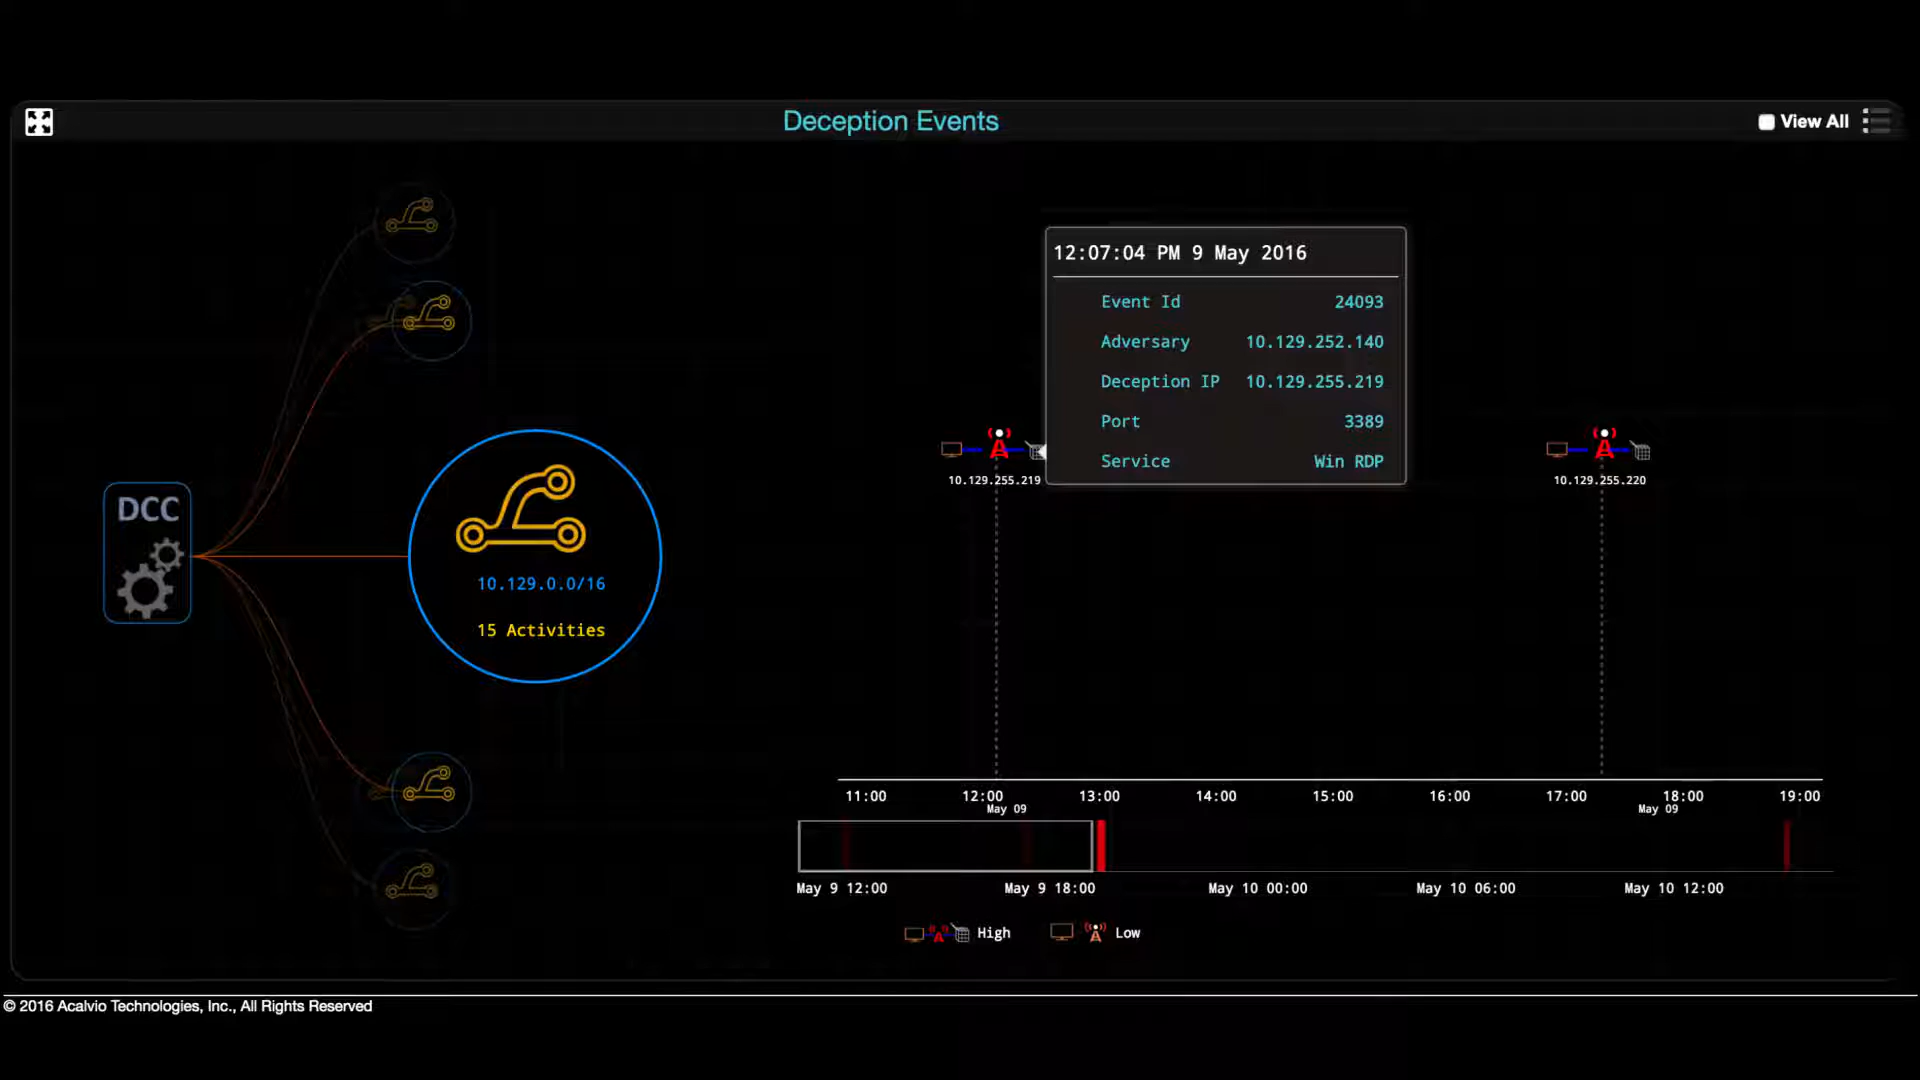 Deception Events
View All
12:07:04 PM 9 May 2016
Event Id 24093
Adversary 10.129.252.140
Deception IP 10.129.255.219
Port 3389
Service Win RDP
10.129.255.219
10.129.255.220
DCC
10.129.0.0/16
15 Activities
11:00 12:00 13:00 14:00 15:00 16:00 17:00 18:00 19:00
May 09 May 09
May 9 12:00 May 9 18:00 May 10 00:00 May 10 06:00 May 10 12:00
High Low
© 2016 Acalvio Technologies, Inc., All Rights Reserved